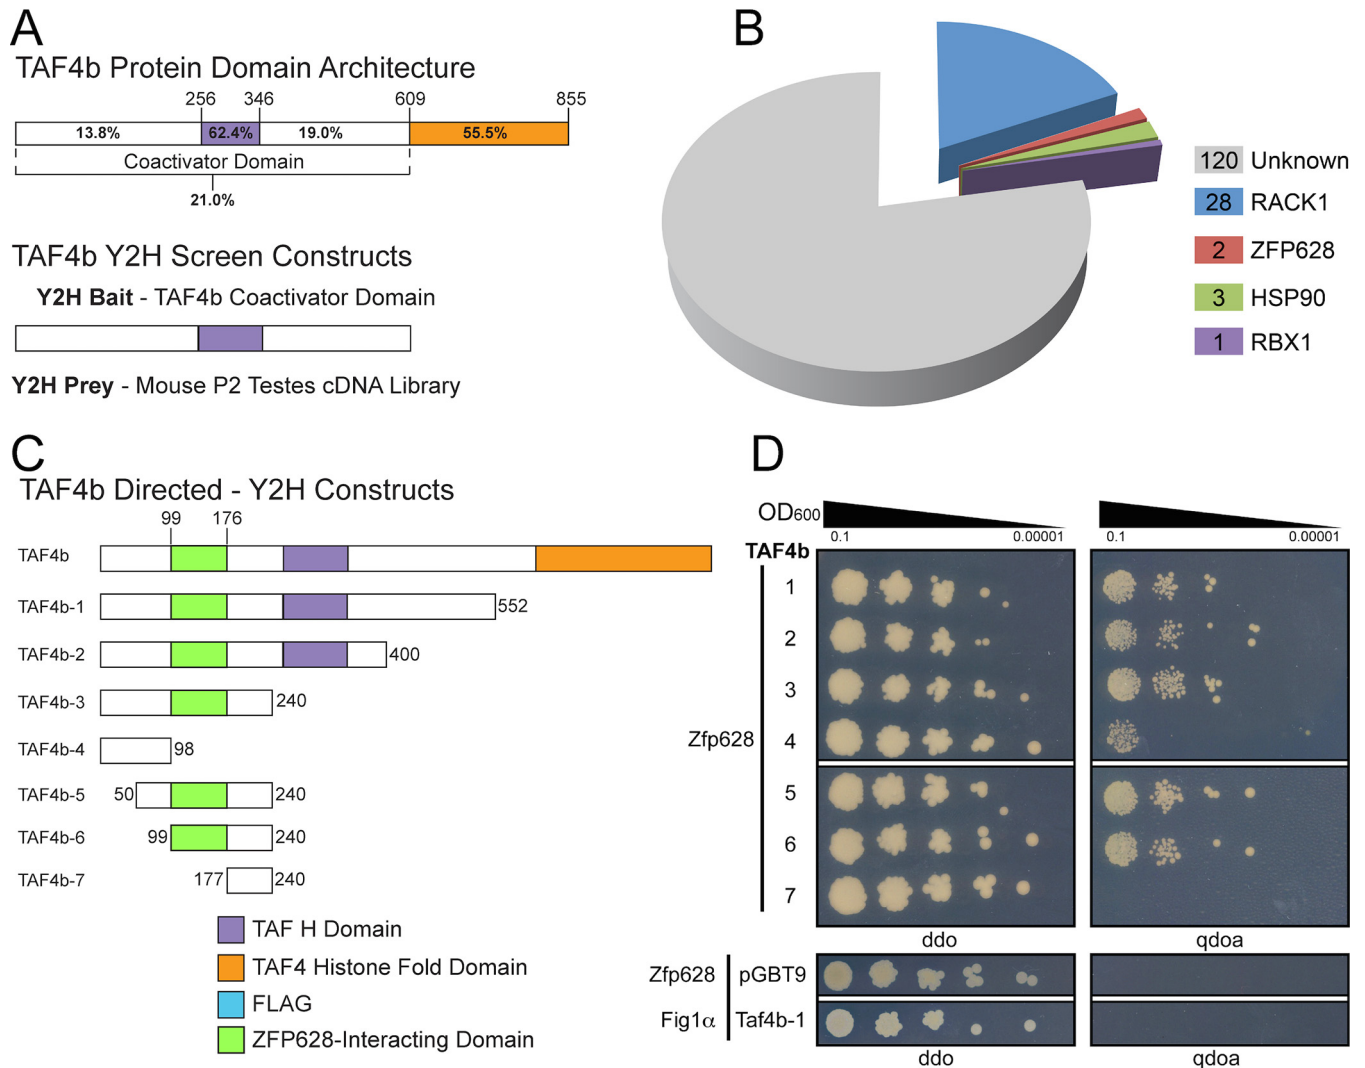 A
TAF4b Protein Domain Architecture
256 346 609 855
13.8% 62.4% 19.0% 55.5%
Coactivator Domain
21.0%
TAF4b Y2H Screen Constructs
Y2H Bait - TAF4b Coactivator Domain
Y2H Prey - Mouse P2 Testes cDNA Library
B
120 Unknown
28 RACK1
2 ZFP628
3 HSP90
1 RBX1
C
TAF4b Directed - Y2H Constructs
99 176
TAF4b
TAF4b-1 552
TAF4b-2 400
TAF4b-3 240
TAF4b-4 98
TAF4b-5 50 240
TAF4b-6 99 240
TAF4b-7 177 240
TAF H Domain
TAF4 Histone Fold Domain
FLAG
ZFP628-Interacting Domain
D
OD600
0.1 0.00001 0.1 0.00001
TAF4b
1
2
3
Zfp628 4
5
6
7
ddo qdoa
Zfp628 pGBT9
Fig1α Taf4b-1
ddo qdoa